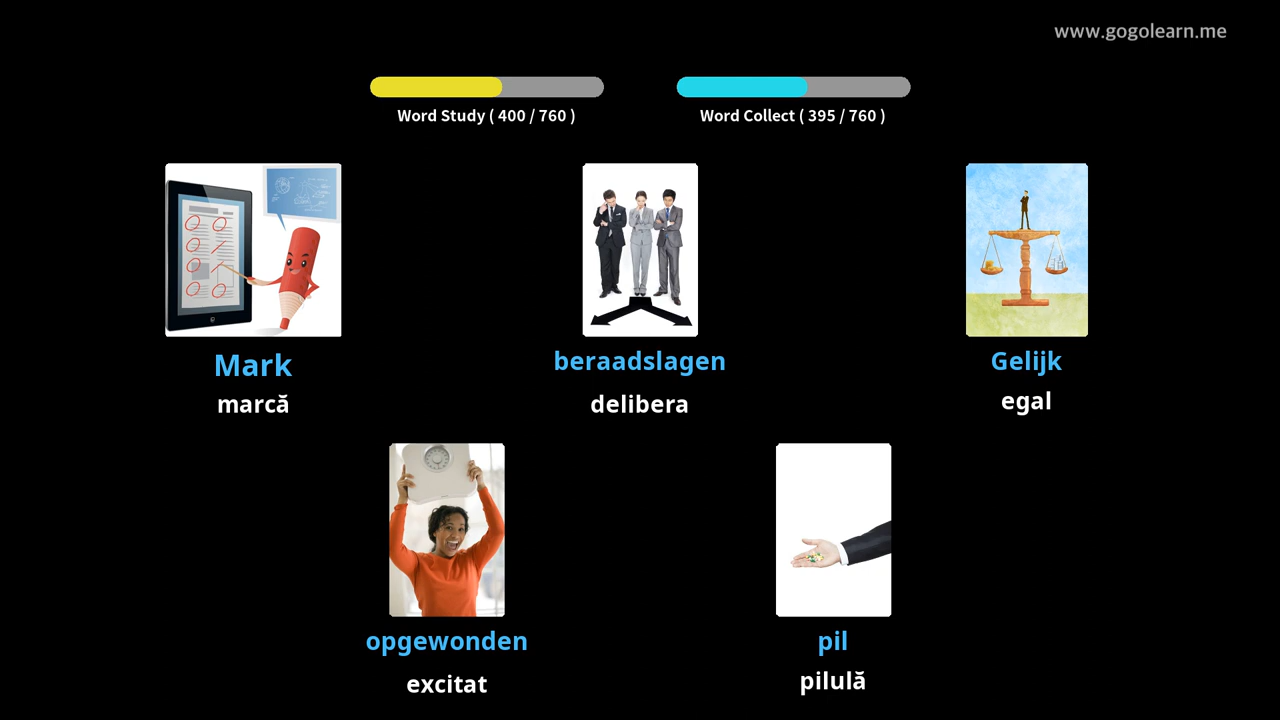 www.gogolearn.me
Word Study ( 400 / 760 )
Word Collect ( 395 / 760 )
Mark
marcă
beraadslagen
delibera
Gelijk
egal
opgewonden
excitat
pil
pilulă